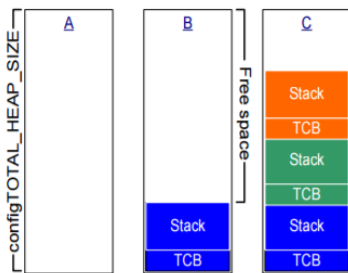 configTOTAL_HEAP_SIZE
A
B
Stack
TCB
Free space
C
Stack
TCB
Stack
TCB
Stack
TCB